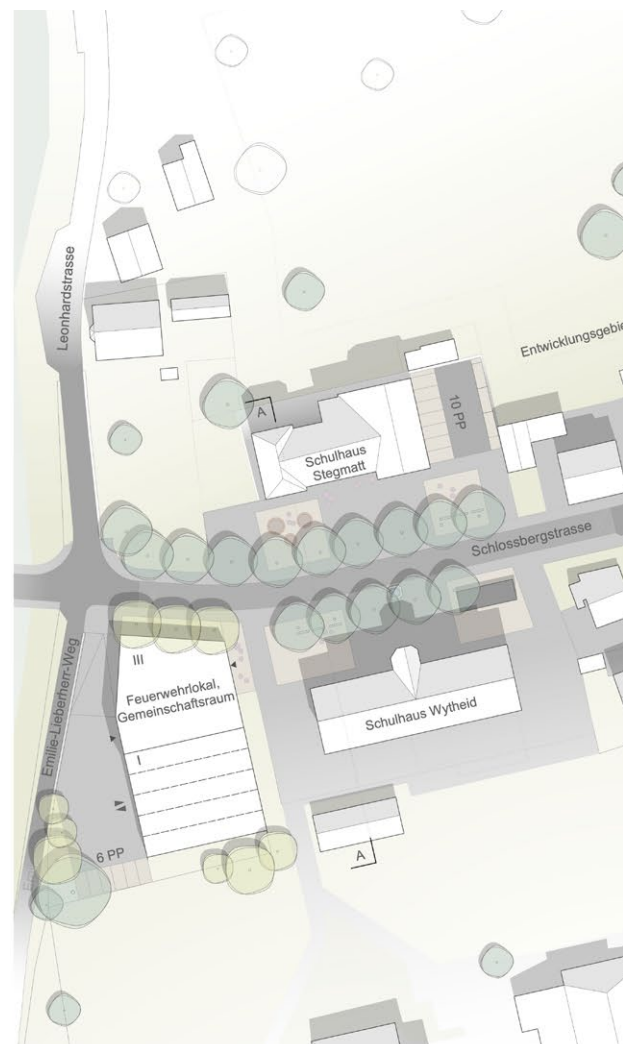 Leonhardstrasse
Entwicklungsgebie
A
10 PP
Schulhaus
Stegmatt
Schlossbergstrasse
Emilie-Lieberherr-Weg
III
Feuerwehrlokal,
Gemeinschaftsraum
I
Schulhaus Wytheid
6 PP
A